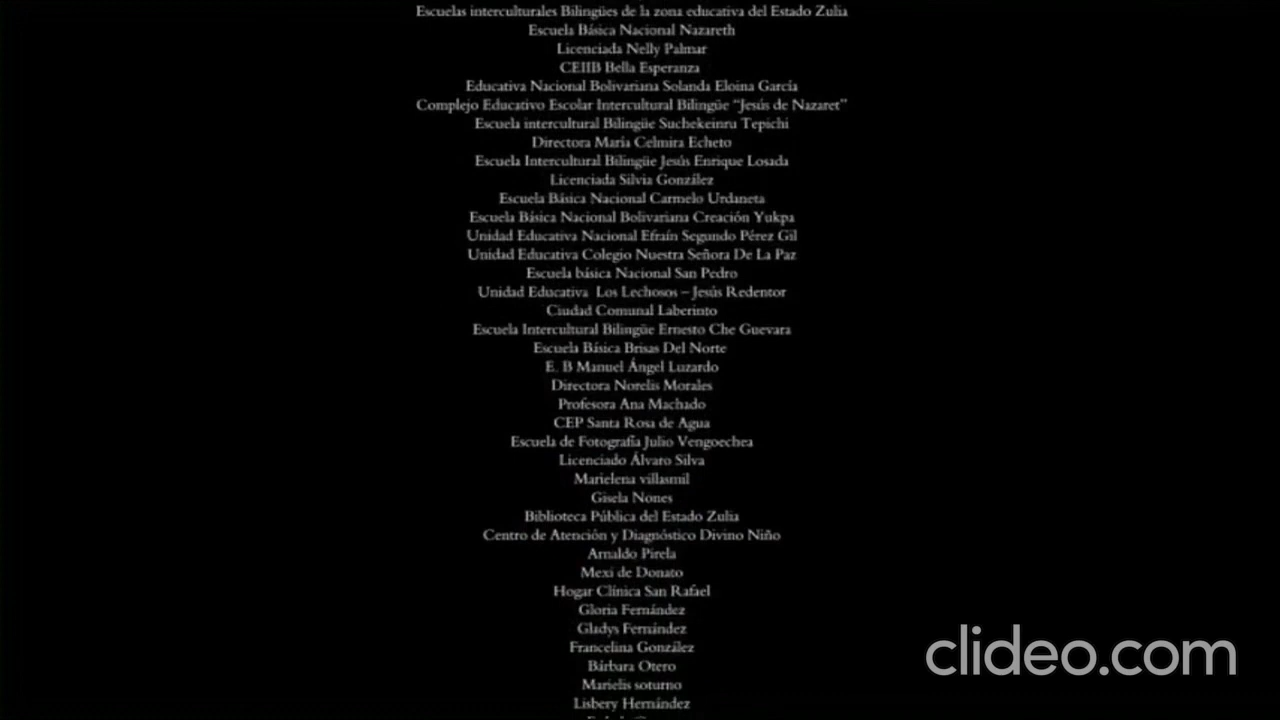 Escuelas interculturales Bilingües de la zona educativa del Estado Zulia
Escuela Básica Nacional Nazareth
Licenciada Nelly Palmar
CEIIB Bella Esperanza
Educativa Nacional Bolivariana Solanda Eloina García
Complejo Educativo Escolar Intercultural Bilingüe “Jesús de Nazaret”
Escuela intercultural Bilingüe Suchekeinru Tepichi
Directora María Celmira Echeto
Escuela Intercultural Bilingüe Jesús Enrique Losada
Licenciada Silvia González
Escuela Básica Nacional Carmelo Urdaneta
Escuela Básica Nacional Bolivariana Creación Yukpa
Unidad Educativa Nacional Efraín Segundo Pérez Gil
Unidad Educativa Colegio Nuestra Señora De La Paz
Escuela básica Nacional San Pedro
Unidad Educativa Los Lechosos – Jesús Redentor
Ciudad Comunal Laberinto
Escuela Intercultural Bilingüe Ernesto Che Guevara
Escuela Básica Brisas Del Norte
E. B Manuel Ángel Luzardo
Directora Norelis Morales
Profesora Ana Machado
CEP Santa Rosa de Agua
Escuela de Fotografía Julio Vengoechea
Licenciado Álvaro Silva
Marielena villasmil
Gisela Nones
Biblioteca Pública del Estado Zulia
Centro de Atención y Diagnóstico Divino Niño
Arnaldo Pirela
Mexi de Donato
Hogar Clínica San Rafael
Gloria Fernández
Gladys Fernández
Francelina González
Bárbara Otero
Marielis soturno
Lisbery Hernández
clideo.com